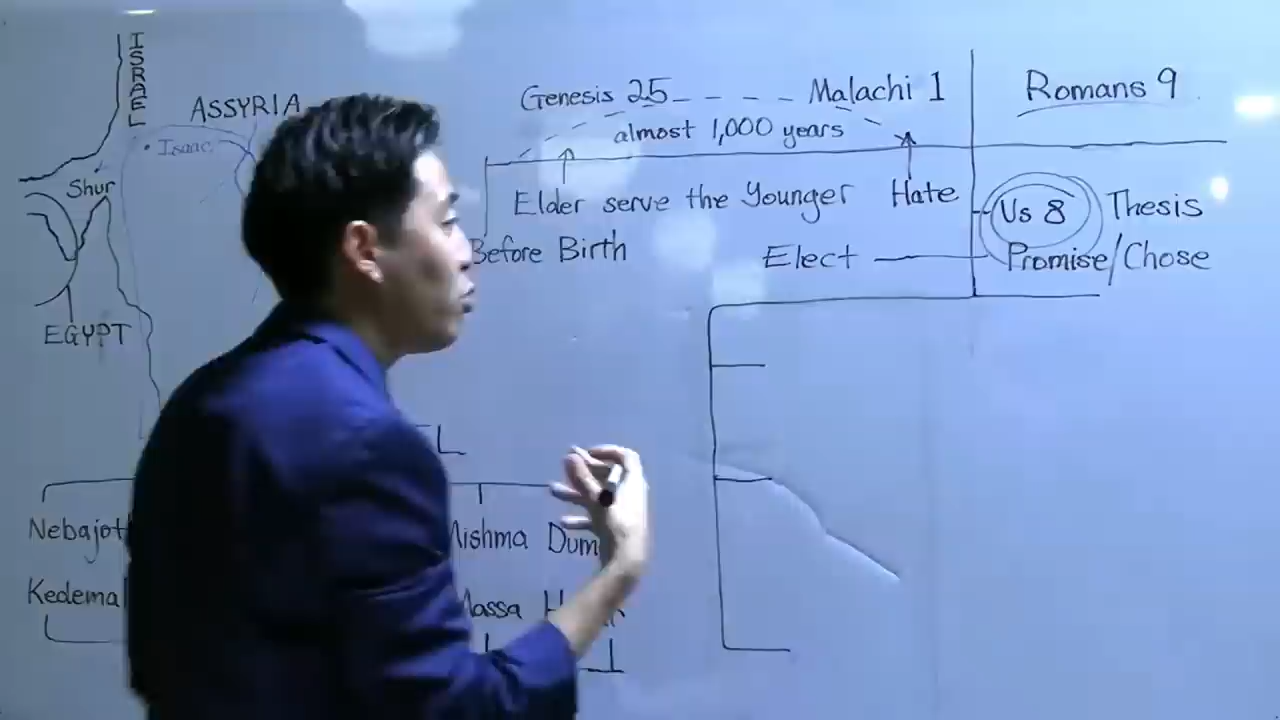 ISRAEL
ASSYRIA
Isaac
Shur
EGYPT
Genesis 25 Malachi 1
almost 1,000 years
Elder serve the Younger Hate
Before Birth
Elect
Romans 9
Vs 8 Thesis
Promise/Chose
Nebajot
Kedema
Mishma
Massa